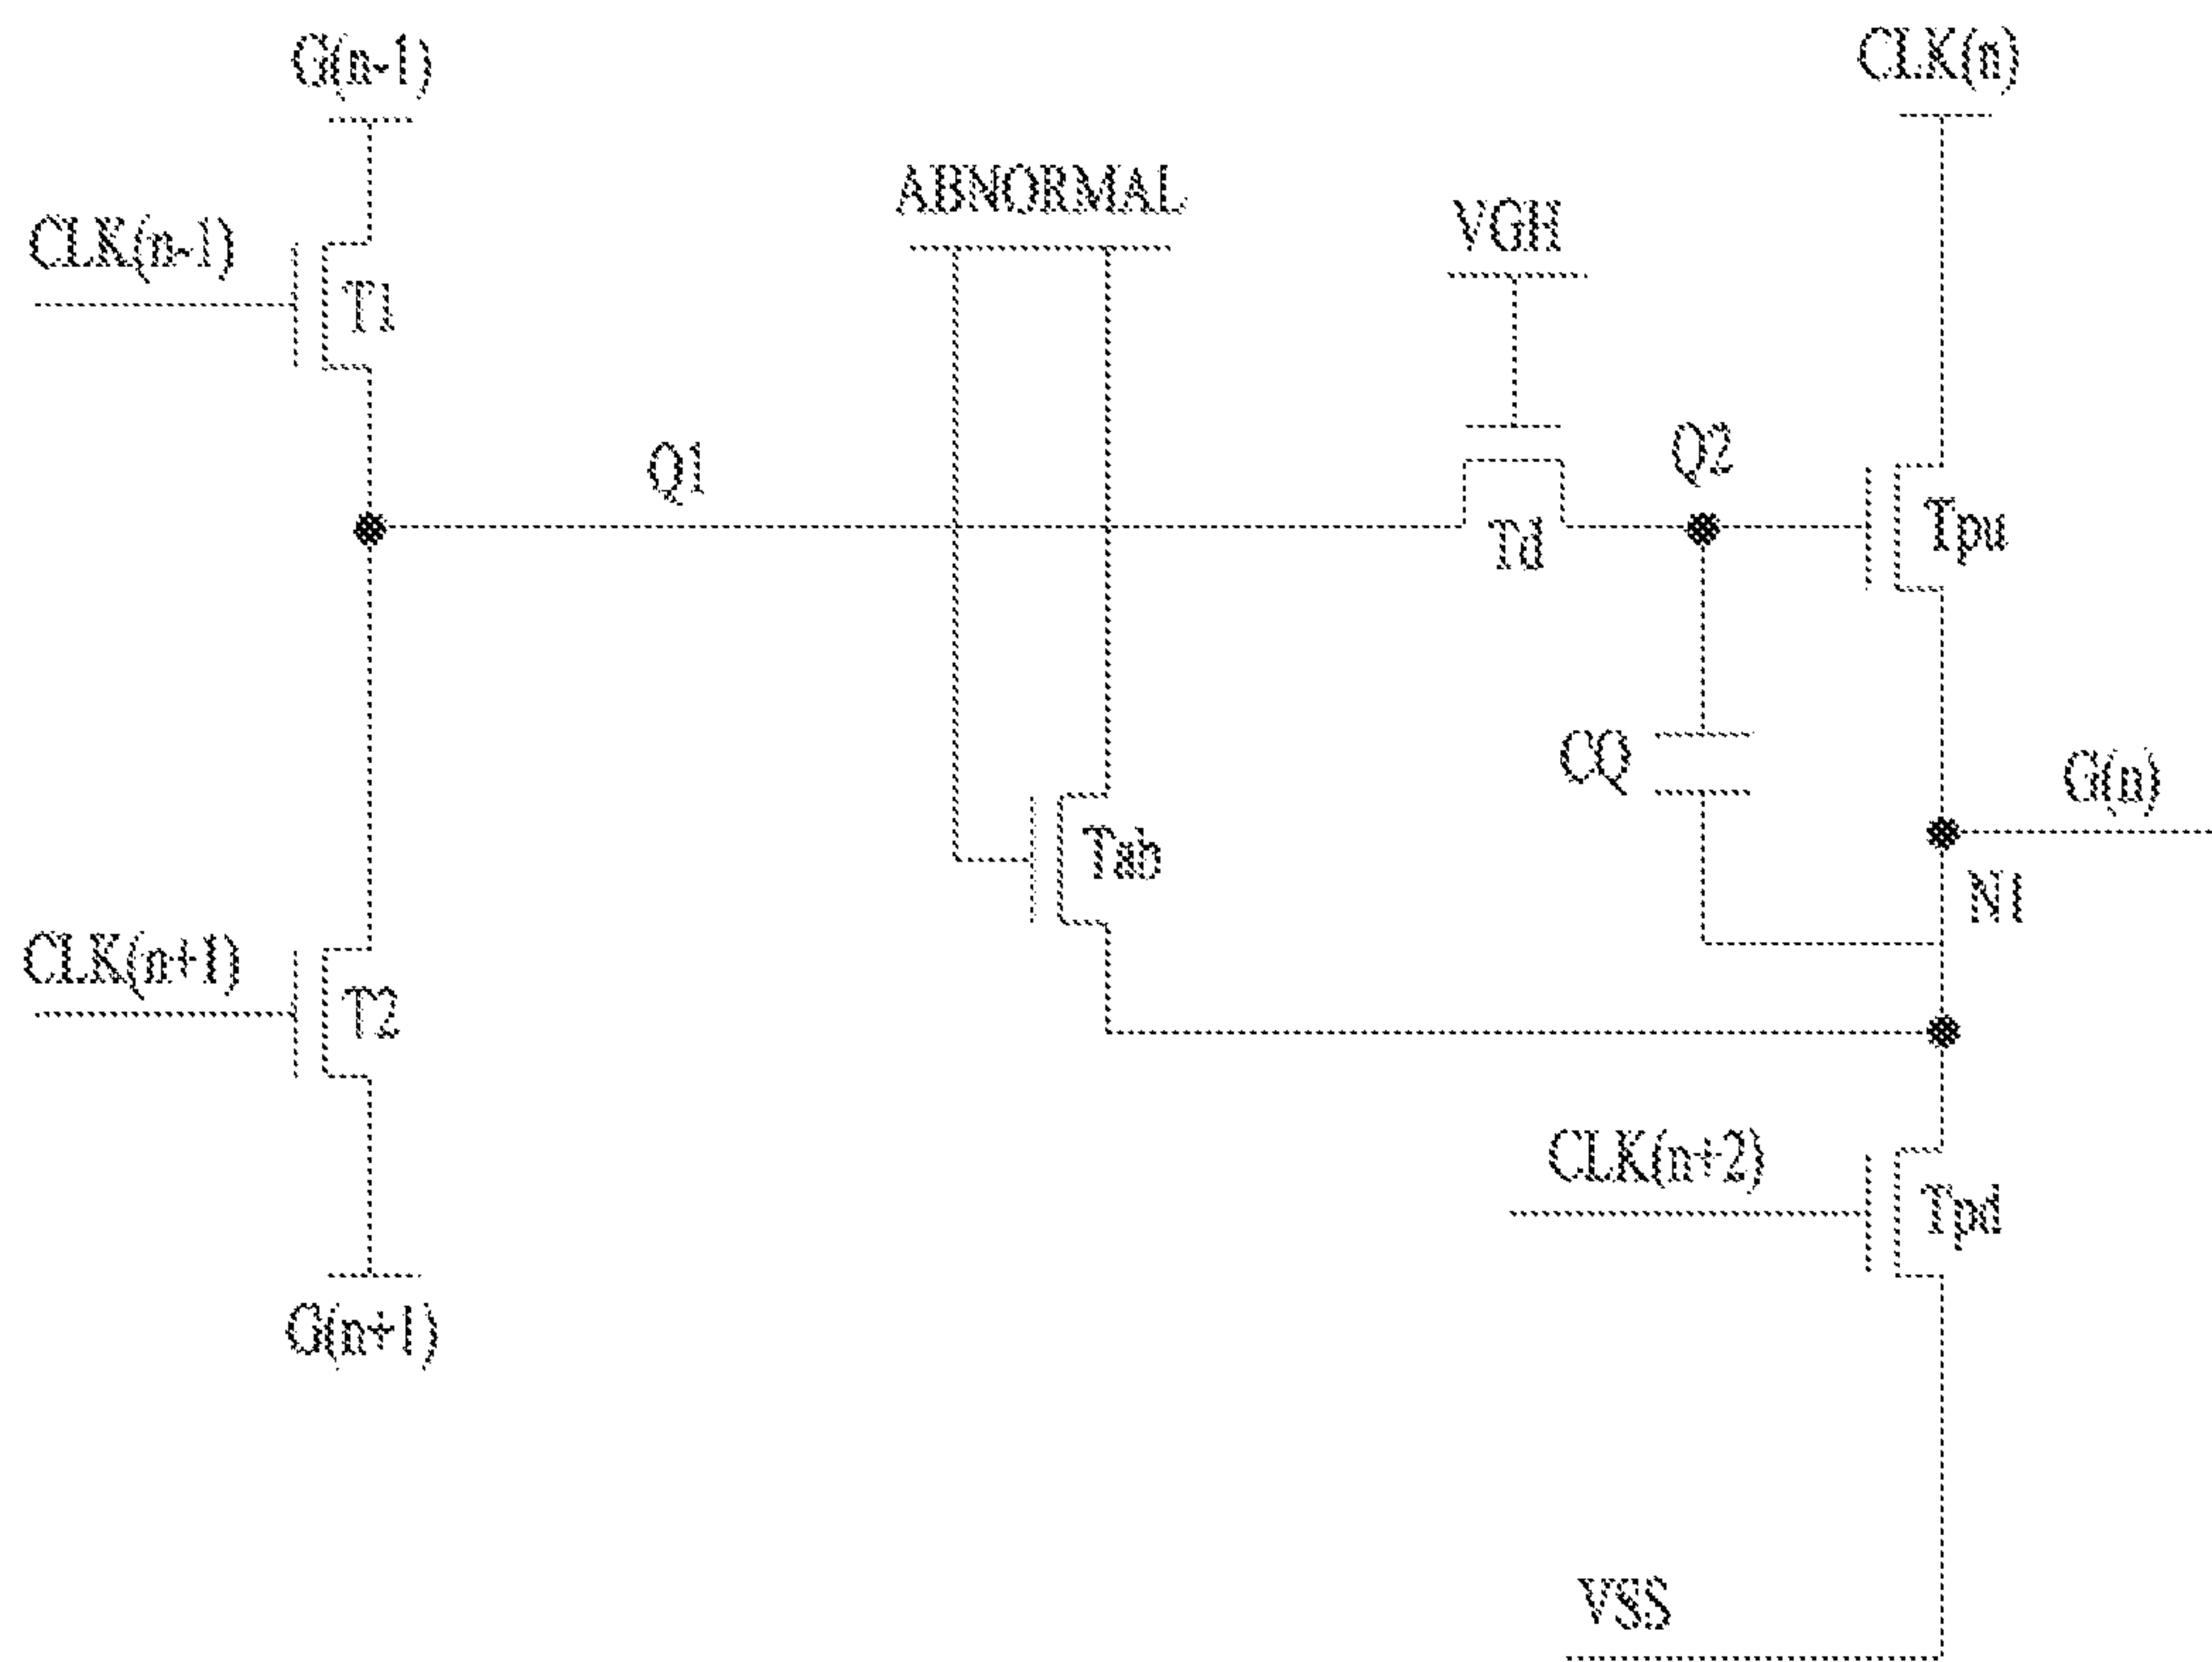 G(n-1)
CLK(n)
ABNORMAL
VGH
CLK(n-1)
T1
Q1
Q2
Td
Tpu
CQ
G(n)
Tab
N1
CLK(n+1)
T2
CLK(n+2)
Tpd
G(n+1)
VSS